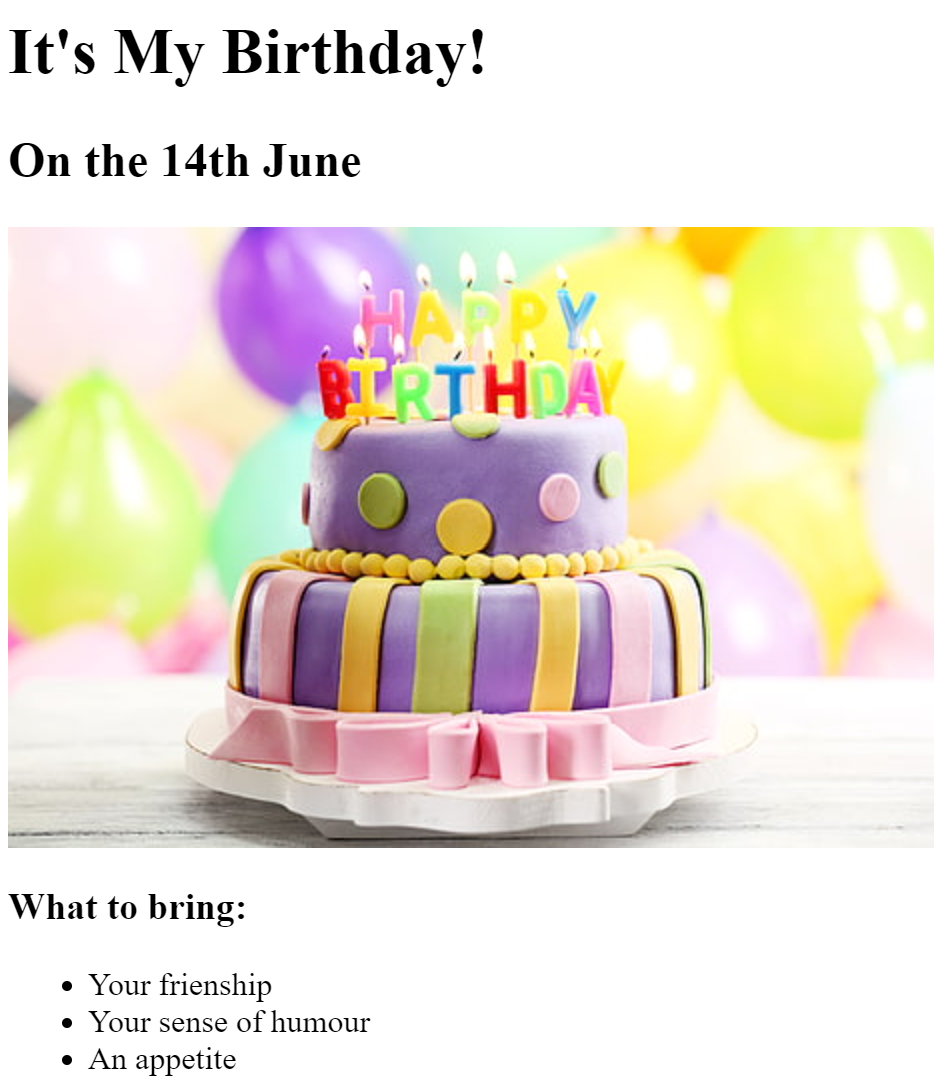 It's My Birthday!
On the 14th June
HAPPY
BIRTHDAY
What to bring:
Your frienship
Your sense of humour
An appetite